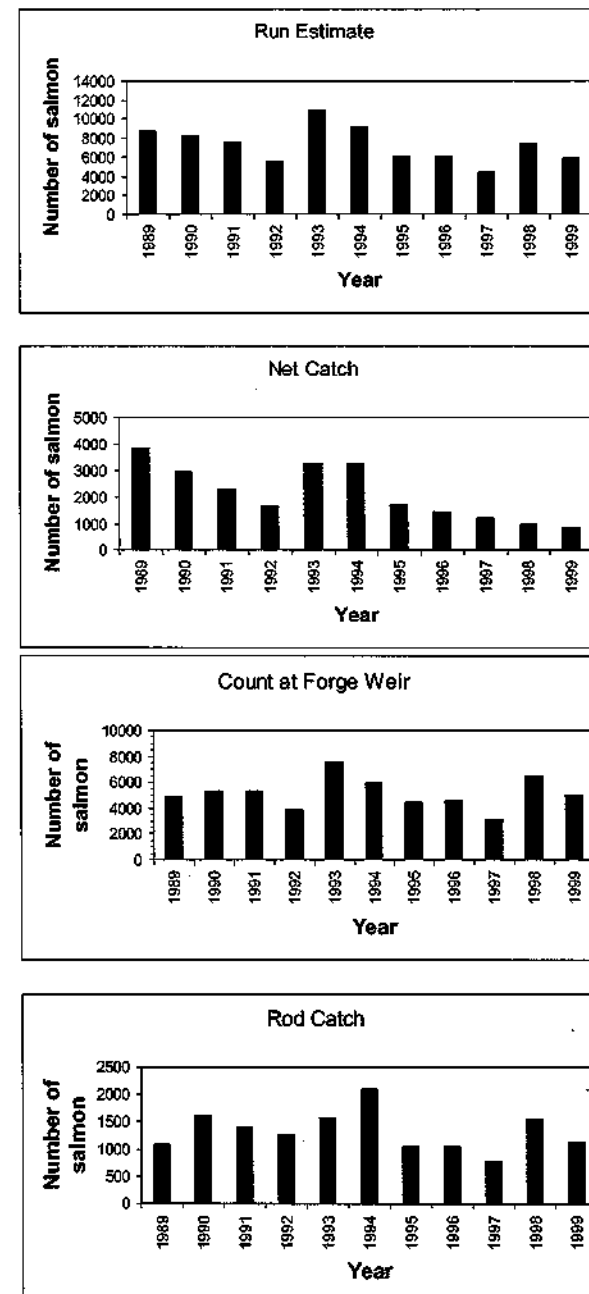 Run Estimate
Number of salmon
14000
12000
10000
8000
6000
4000
2000
0
1989 1990 1991 1992 1993 1994 1995 1996 1997 1998 1999
Year
Net Catch
Number of salmon
5000
4000
3000
2000
1000
0
1989 1990 1991 1992 1993 1994 1995 1996 1997 1998 1999
Year
Count at Forge Weir
Number of
salmon
10000
8000
6000
4000
2000
0
1989 1990 1991 1992 1993 1994 1995 1996 1997 1998 1999
Year
Rod Catch
Number of
salmon
2500
2000
1500
1000
500
0
1989 1990 1991 1992 1993 1994 1995 1996 1997 1998 1999
Year